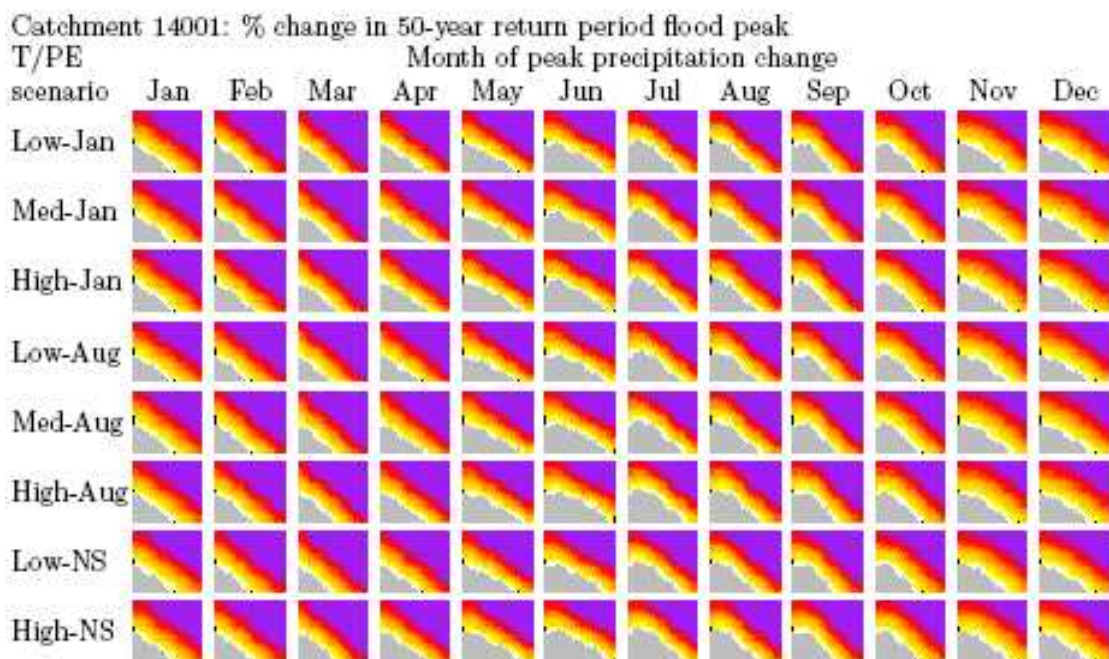 Catchment 14001: % change in 50-year return period flood peak
T/PE Month of peak precipitation change
scenario Jan Feb Mar Apr May Jun Jul Aug Sep Oct Nov Dec
Low-Jan
Med-Jan
High-Jan
Low-Aug
Med-Aug
High-Aug
Low-NS
High-NS